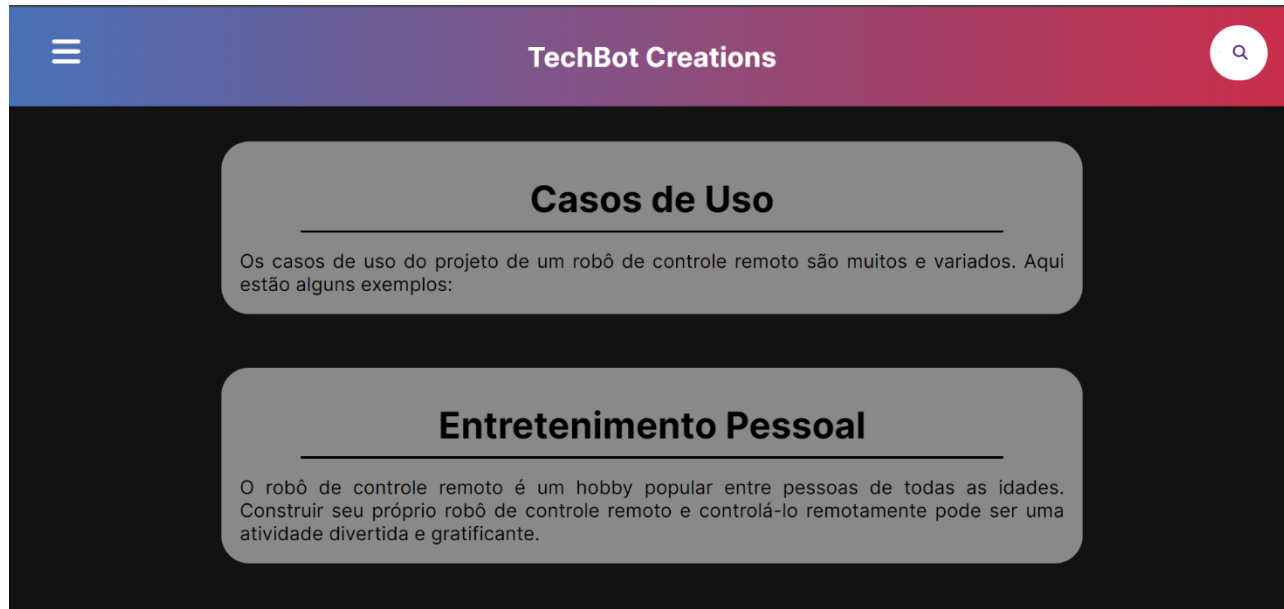 TechBot Creations
Casos de Uso
Os casos de uso do projeto de um robô de controle remoto são muitos e variados. Aqui
estão alguns exemplos:
Entretenimento Pessoal
O robô de controle remoto é um hobby popular entre pessoas de todas as idades.
Construir seu próprio robô de controle remoto e controlá-lo remotamente pode ser uma
atividade divertida e gratificante.